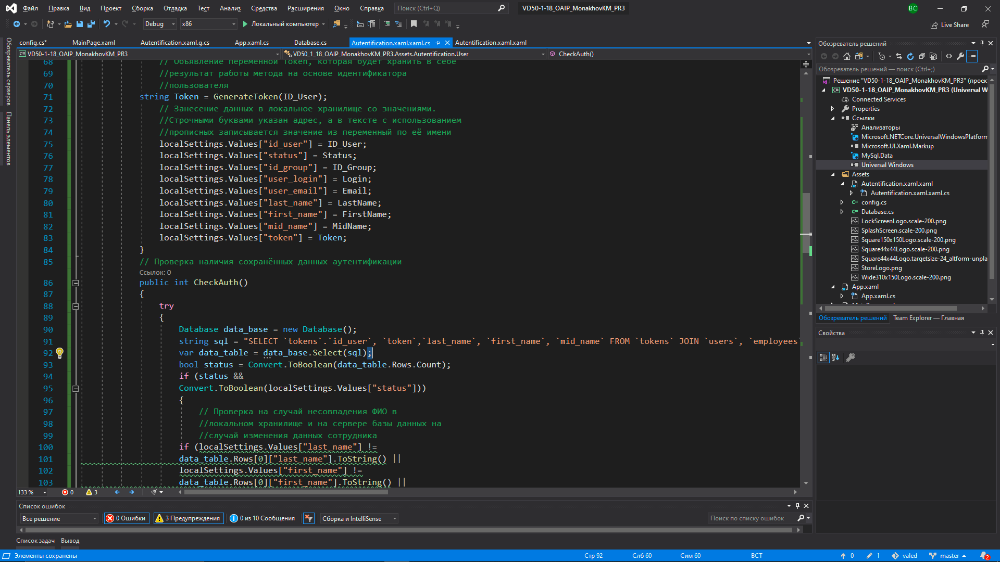 Файл Правка Вид Проект Сборка Отладка Тест Анализ Средства Расширения Окно Справка Поиск (Ctrl+Q) VD50-1-18_OAIP_MonakhovKM_PR3 ВС
Debug x86 Локальный компьютер Live Share
Обозреватель серверов
Панель элементов
config.cs* MainPage.xaml Autentification.xaml.g.cs App.xaml.cs Database.cs Autentification.xaml.xaml.cs Autentification.xaml.xaml
VD50-1-18_OAIP_MonakhovKM_PR3 VD50_1_18_OAIP_MonakhovKM_PR3.Assets.Autentification.User CheckAuth()
68 // Объявление переменной Token, которая будет хранить в себе
69 //результат работы метода на основе идентификатора
70 //пользователя
71 string Token = GenerateToken(ID_User);
72 // Занесение данных в локальное хранилище со значениями.
73 //Строчными буквами указан адрес, а в тексте с использованием
74 //прописных записывается значение из переменный по её имени
75 localSettings.Values["id_user"] = ID_User;
76 localSettings.Values["status"] = Status;
77 localSettings.Values["id_group"] = ID_Group;
78 localSettings.Values["user_login"] = Login;
79 localSettings.Values["user_email"] = Email;
80 localSettings.Values["last_name"] = LastName;
81 localSettings.Values["first_name"] = FirstName;
82 localSettings.Values["mid_name"] = MidName;
83 localSettings.Values["token"] = Token;
84 }
85 // Проверка наличия сохранённых данных аутентификации
Ссылок: 0
86 public int CheckAuth()
87 {
88 try
89 {
90 Database data_base = new Database();
91 string sql = "SELECT `tokens`.`id_user`, `token`,`last_name`, `first_name`, `mid_name` FROM `tokens` JOIN `users`, `employees`
92 var data_table = data_base.Select(sql);
93 bool status = Convert.ToBoolean(data_table.Rows.Count);
94 if (status &&
95 Convert.ToBoolean(localSettings.Values["status"]))
96 {
97 // Проверка на случай несовпадения ФИО в
98 //локальном хранилище и на сервере базы данных на
99 //случай изменения данных сотрудника
100 if (localSettings.Values["last_name"] !=
101 data_table.Rows[0]["last_name"].ToString() ||
102 localSettings.Values["first_name"] !=
103 data_table.Rows[0]["first_name"].ToString() ||
133 % 0 3
Список ошибок
Все решение 0 Ошибки 3 Предупреждения 0 из 10 Сообщения Сборка и IntelliSense Поиск по списку ошибок
Список задач Вывод
Элементы сохранены Стр 92 Слб 60 Сим 60 ВСТ 0 1 valed master 2
Обозреватель решений
Обозреватель решений — поиск (Ctrl+;)
Решение "VD50-1-18_OAIP_MonakhovKM_PR3" (проек
VD50-1-18_OAIP_MonakhovKM_PR3 (Universal W
Connected Services
Properties
Ссылки
Анализаторы
Microsoft.NETCore.UniversalWindowsPlatform
Microsoft.UI.Xaml.Markup
MySql.Data
Universal Windows
Assets
Autentification.xaml.xaml
Autentification.xaml.xaml.cs
config.cs
Database.cs
LockScreenLogo.scale-200.png
SplashScreen.scale-200.png
Square150x150Logo.scale-200.png
Square44x44Logo.scale-200.png
Square44x44Logo.targetsize-24_altform-unpla
StoreLogo.png
Wide310x150Logo.scale-200.png
App.xaml
App.xaml.cs
Обозреватель решений Team Explorer — Главная
Свойства